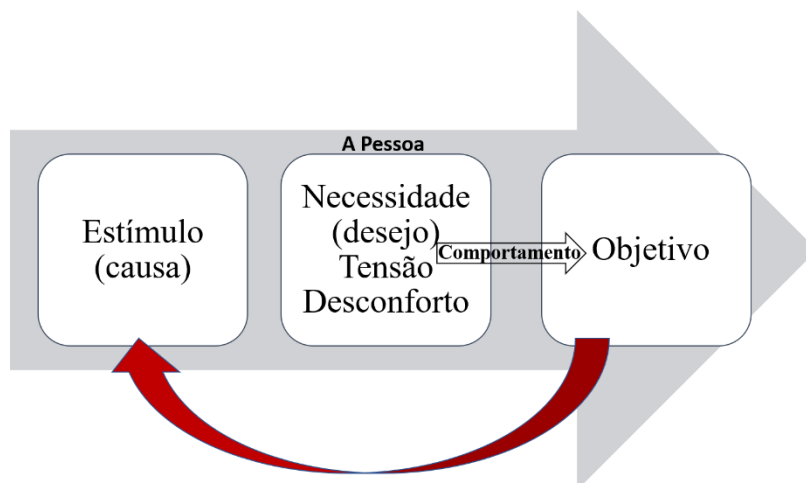 A Pessoa
Estímulo
(causa)
Necessidade
(desejo)
Tensão
Desconforto
Comportamento
Objetivo